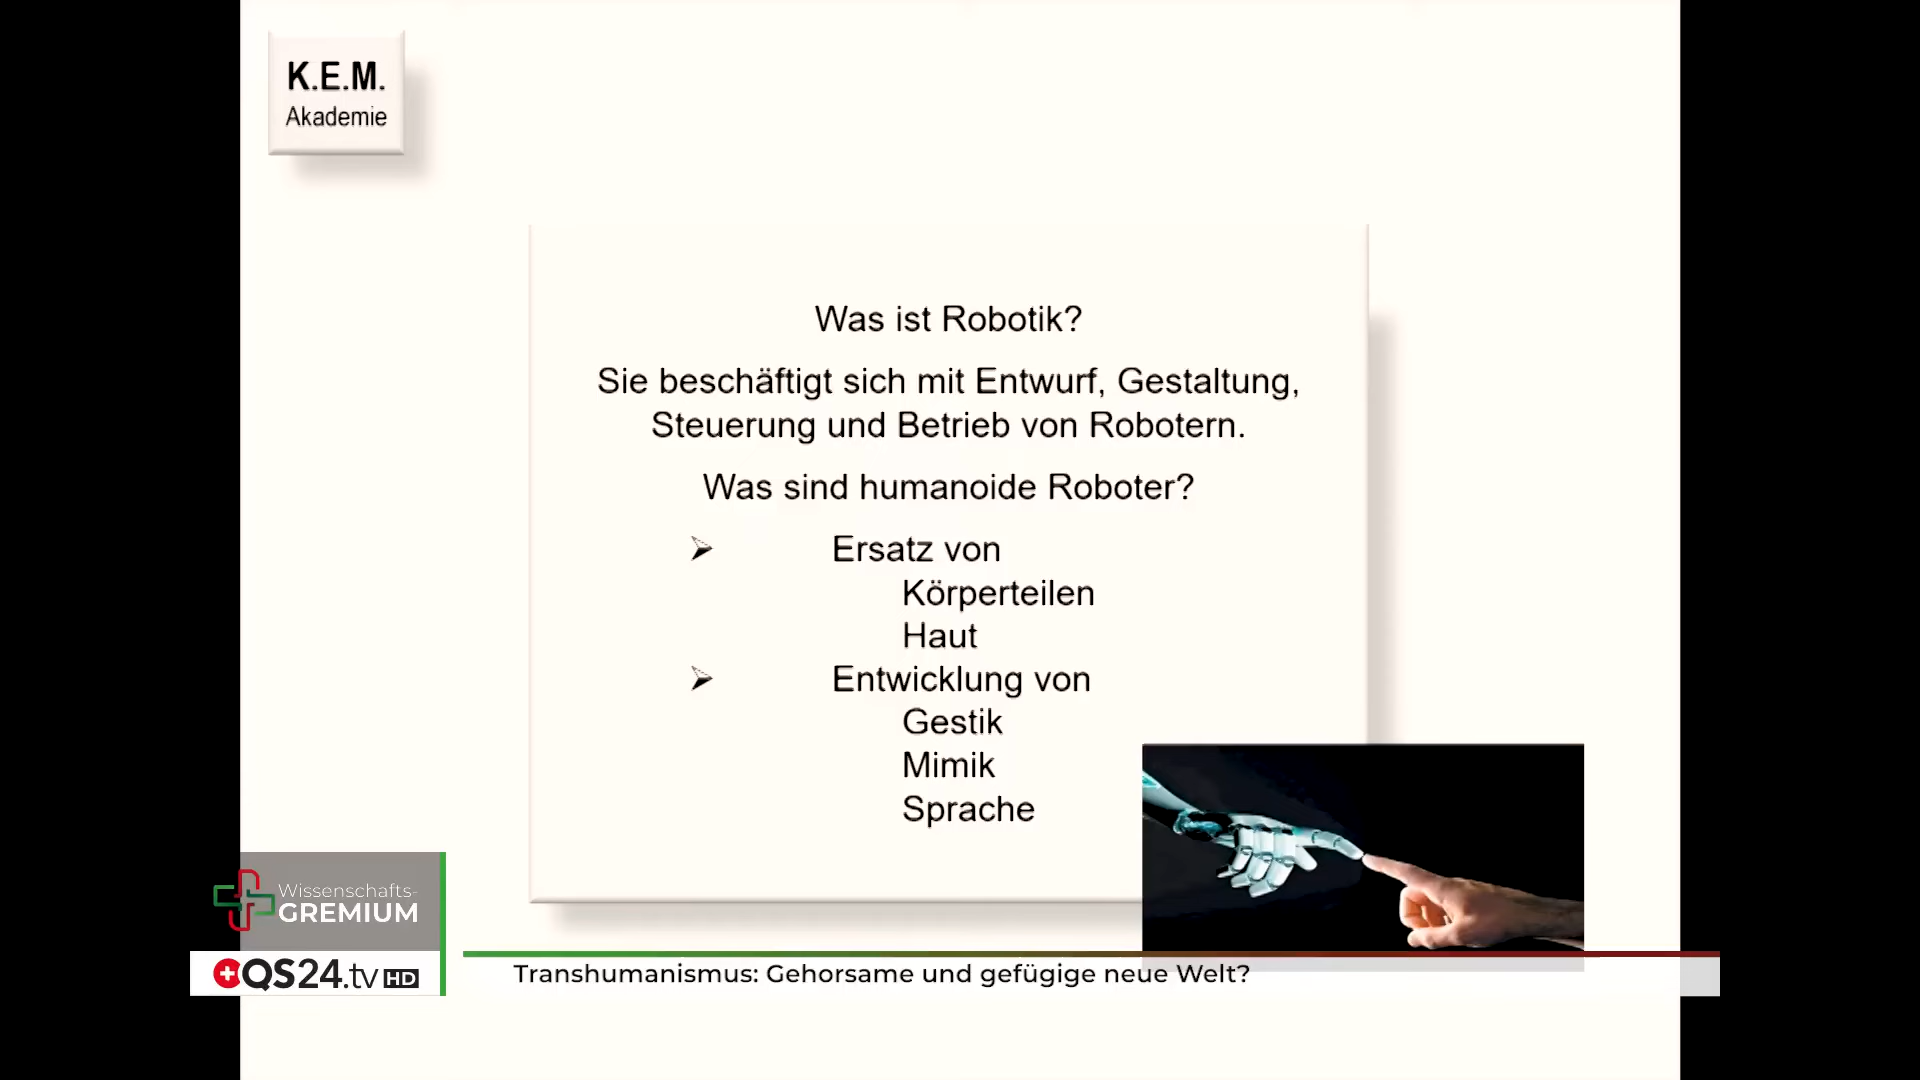 K.E.M.
Akademie
Was ist Robotik?
Sie beschäftigt sich mit Entwurf, Gestaltung,
Steuerung und Betrieb von Robotern.
Was sind humanoide Roboter?
Ersatz von
Körperteilen
Haut
Entwicklung von
Gestik
Mimik
Sprache
Wissenschafts-
GREMIUM
QS24.tv HD
Transhumanismus: Gehorsame und gefügige neue Welt?